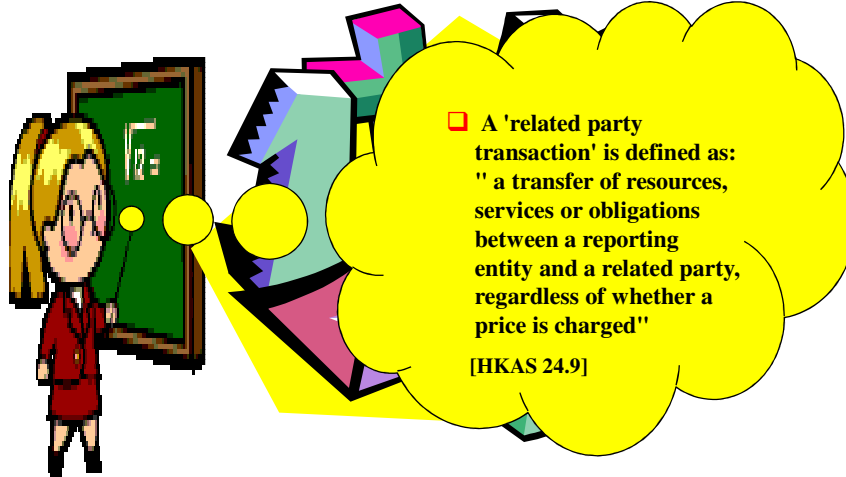 √12 =
❑ A 'related party
transaction' is defined as:
" a transfer of resources,
services or obligations
between a reporting
entity and a related party,
regardless of whether a
price is charged"
[HKAS 24.9]